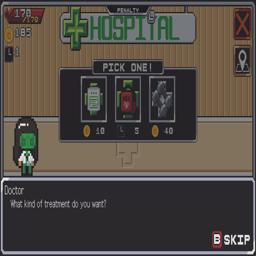 170
/170
185
L 1
PENALTY
HOSPITAL
PICK ONE!
10
L 5
40
Doctor
What kind of treatment do you want?
B SKIP